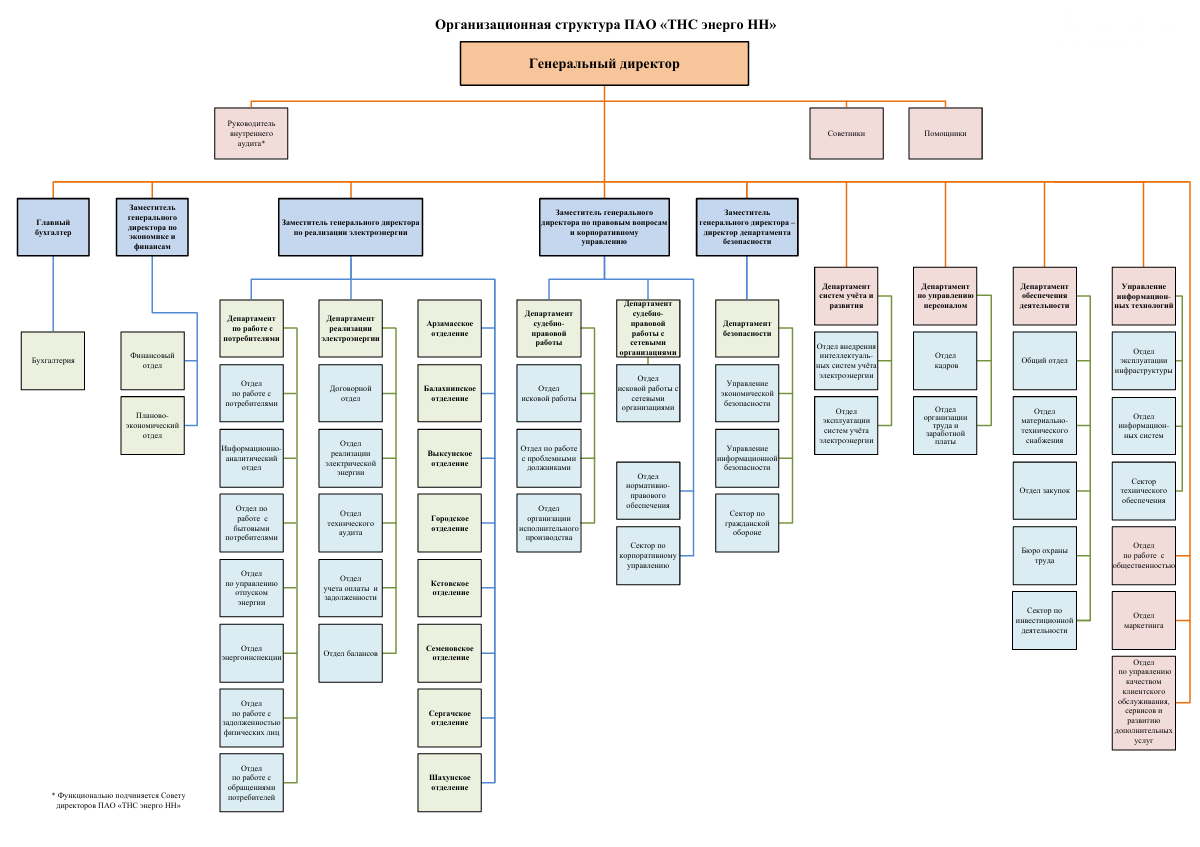 Организационная структура ПАО «ТНС энерго НН»
Генеральный директор
Руководитель
внутреннего
аудита*
Советники
Помощники
Главный
бухгалтер
Заместитель
генерального
директора по
экономике и
финансам
Заместитель генерального директора
по реализации электроэнергии
Заместитель генерального
директора по правовым вопросам
и корпоративному
управлению
Заместитель
генерального директора –
директор департамента
безопасности
Департамент
систем учёта и
развития
Департамент
по управлению
персоналом
Департамент
обеспечения
деятельности
Управление
информацион-
ных технологий
Бухгалтерия
Финансовый
отдел
Планово-
экономический
отдел
Департамент
по работе с
потребителями
Отдел
по работе с
потребителями
Информационно-
аналитический
отдел
Отдел по
работе с
бытовыми
потребителями
Отдел
по управлению
отпуском
энергии
Отдел
энергоинспекции
Отдел
по работе с
задолженностью
физических лиц
Отдел
по работе с
обращениями
потребителей
Департамент
реализации
электроэнергии
Договорной
отдел
Отдел
реализации
электрической
энергии
Отдел
технического
аудита
Отдел
учета оплаты и
задолженности
Отдел балансов
Арзамасское
отделение
Балахнинское
отделение
Выксунское
отделение
Городское
отделение
Кстовское
отделение
Семеновское
отделение
Сергачское
отделение
Шахунское
отделение
Департамент
судебно-
правовой
работы
Отдел
исковой работы
Отдел по работе
с проблемными
должниками
Отдел
организации
исполнительного
производства
Департамент
судебно-
правовой
работы с
сетевыми
организациями
Отдел
исковой работы с
сетевыми
организациями
Отдел
нормативно-
правового
обеспечения
Сектор по
корпоративному
управлению
Департамент
безопасности
Управление
экономической
безопасности
Управление
информационной
безопасности
Сектор по
гражданской
обороне
Отдел внедрения
интеллектуаль-
ных систем учёта
электроэнергии
Отдел
эксплуатации
систем учёта
электроэнергии
Отдел
кадров
Отдел
организации
труда и
заработной
платы
Общий отдел
Отдел
материально-
технического
снабжения
Отдел закупок
Бюро охраны
труда
Сектор по
инвестиционной
деятельности
Отдел
эксплуатации
инфраструктуры
Отдел
информацион-
ных систем
Сектор
технического
обеспечения
Отдел
по работе с
общественностью
Отдел
маркетинга
Отдел
по управлению
качеством
клиентского
обслуживания,
сервисов и
развитию
дополнительных
услуг
* Функционально подчиняется Совету
директоров ПАО «ТНС энерго НН»